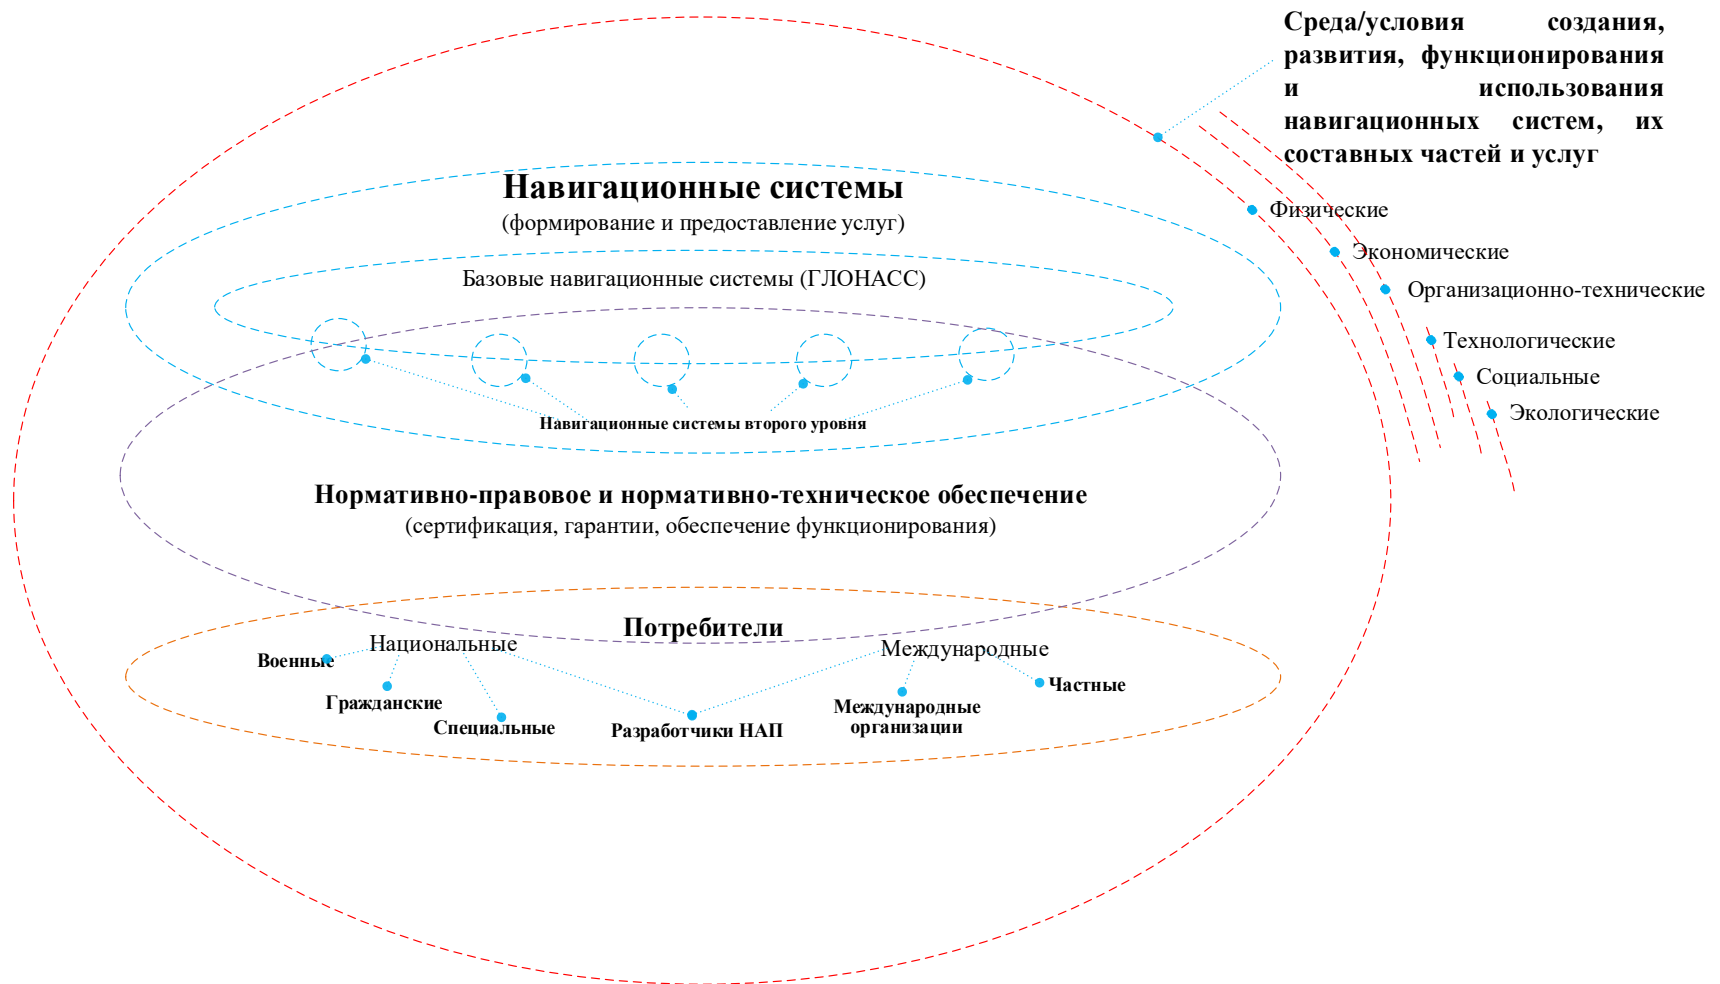 Среда/условия создания,
развития, функционирования
и использования
навигационных систем, их
составных частей и услуг
Навигационные системы
(формирование и предоставление услуг)
Физические
Экономические
Базовые навигационные системы (ГЛОНАСС)
Организационно-технические
Технологические
Социальные
Экологические
Навигационные системы второго уровня
Нормативно-правовое и нормативно-техническое обеспечение
(сертификация, гарантии, обеспечение функционирования)
Потребители
Национальные
Международные
Военные
Частные
Гражданские
Специальные
Разработчики НАП
Международные
организации